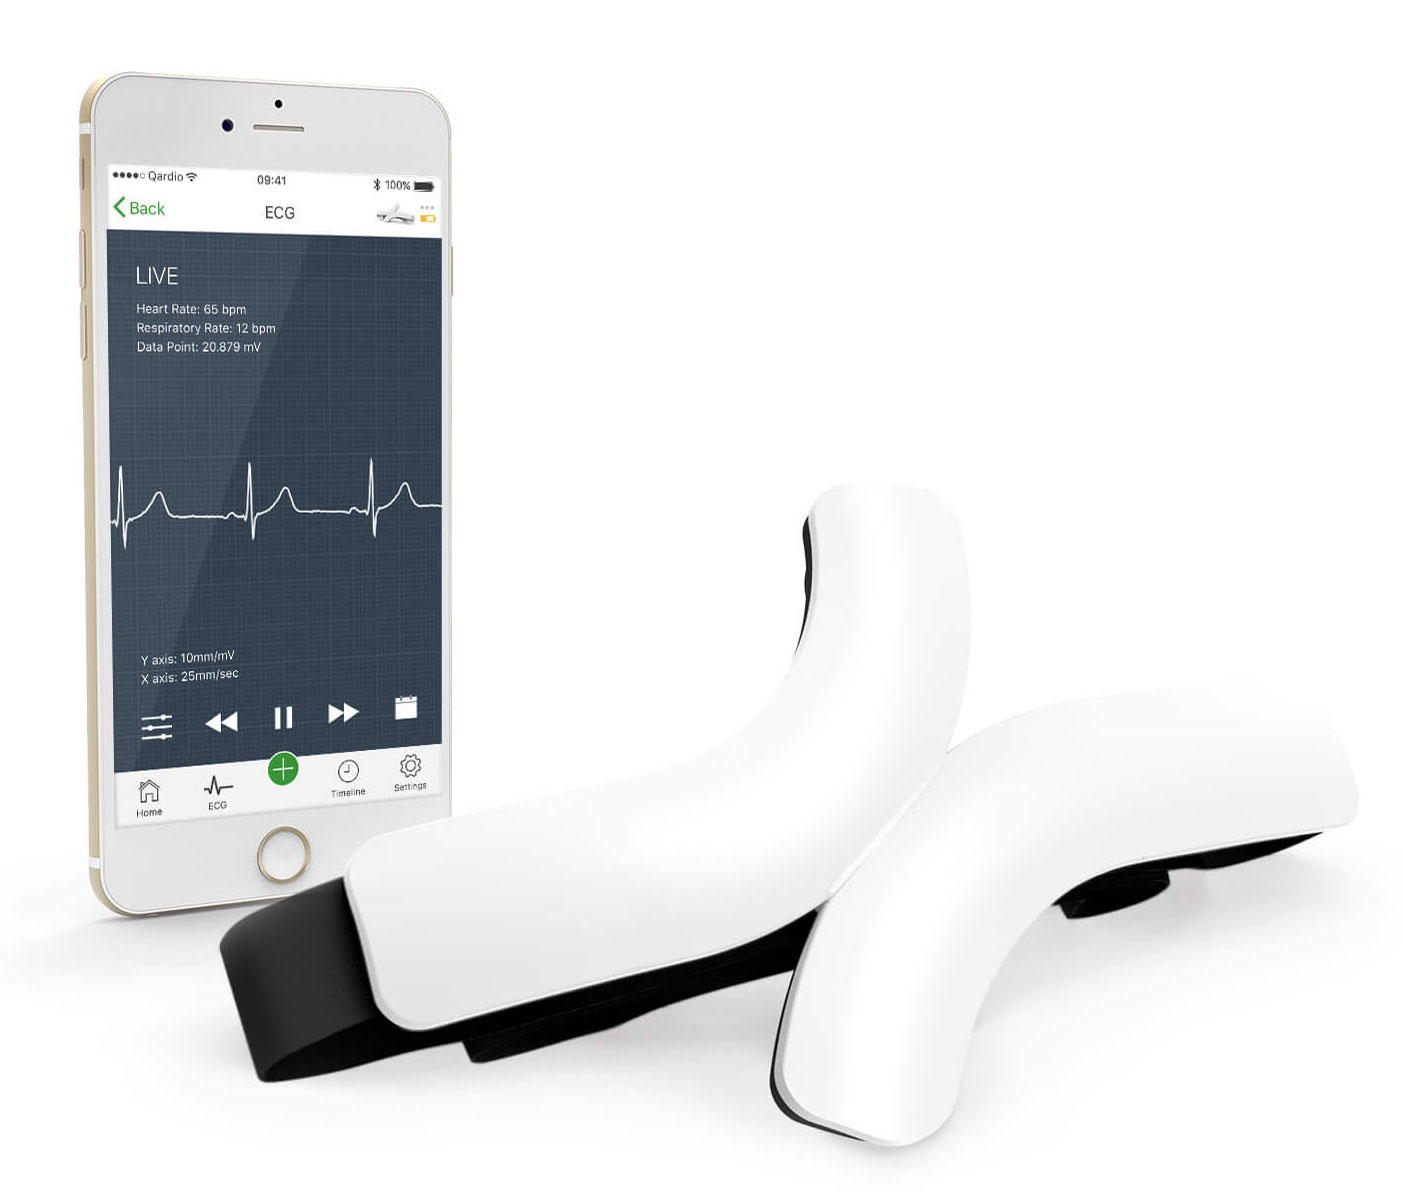 Qardio
09:41
100%
Back
ECG
LIVE
Heart Rate: 65 bpm
Respiratory Rate: 12 bpm
Data Point: 20.879 mV
Y axis: 10mm/mV
X axis: 25mm/sec
Home
ECG
Timeline
Settings